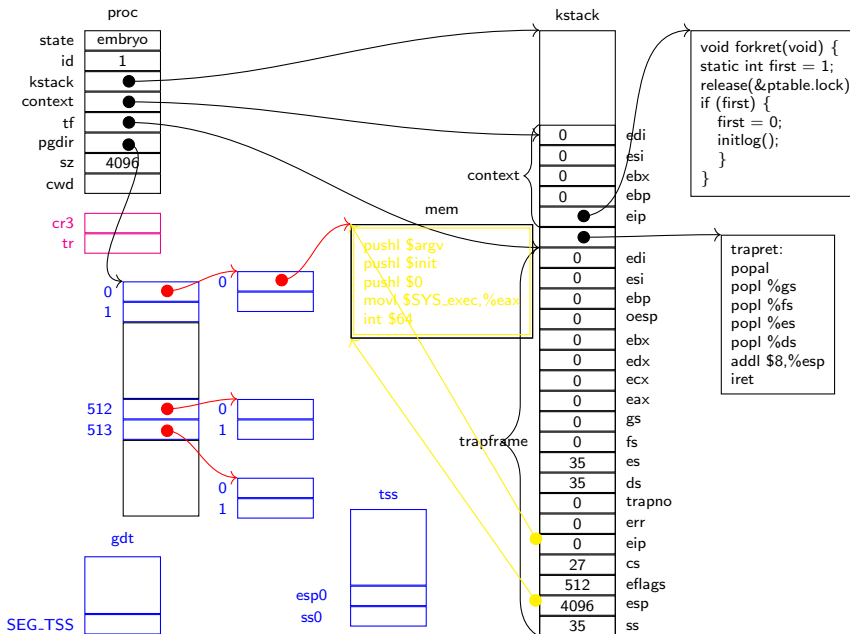 proc
state embryo
id 1
kstack
context
tf
pgdir
sz 4096
cwd
cr3
tr
0
1
512
513
0
0
1
0
1
gdt
SEG_TSS
tss
esp0
ss0
mem
pushl $argv
pushl $init
pushl $0
movl $SYS_exec,%eax
int $64
kstack
context
0 edi
0 esi
0 ebx
0 ebp
eip
trapframe
0 edi
0 esi
0 ebp
0 oesp
0 ebx
0 edx
0 ecx
0 eax
0 gs
0 fs
35 es
35 ds
0 trapno
0 err
0 eip
27 cs
512 eflags
4096 esp
35 ss
void forkret(void) {
static int first = 1;
release(&ptable.lock)
if (first) {
first = 0;
initlog();
}
}
trapret:
popal
popl %gs
popl %fs
popl %es
popl %ds
addl $8,%esp
iret